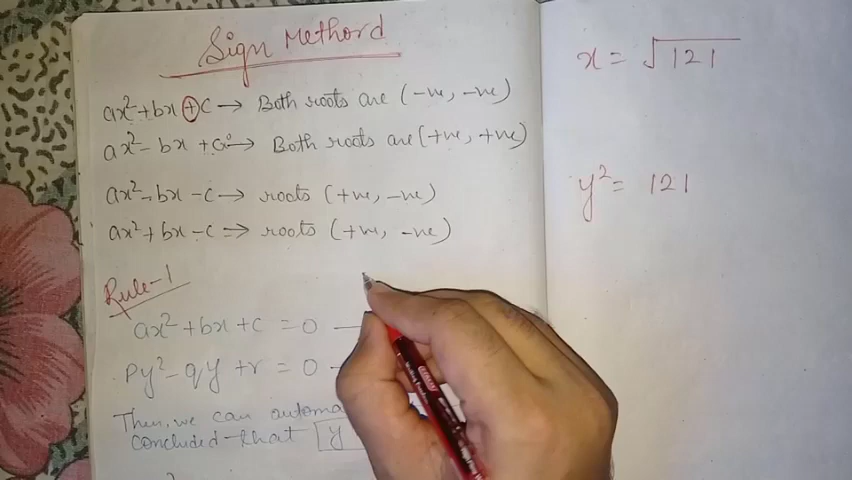 Sign Methord
ax²+bx+c → Both roots are (-ve, -ve)
ax²- bx +c → Both roots are (+ve, +ve)
ax²-bx -c → roots (+ve, -ve)
ax²+bx-c → roots (+ve, -ve)
Rule-1
ax²+bx+c = 0 —
py²-qy+r = 0 -
Then, we can automa
concluded that y
x = √121
y² = 121